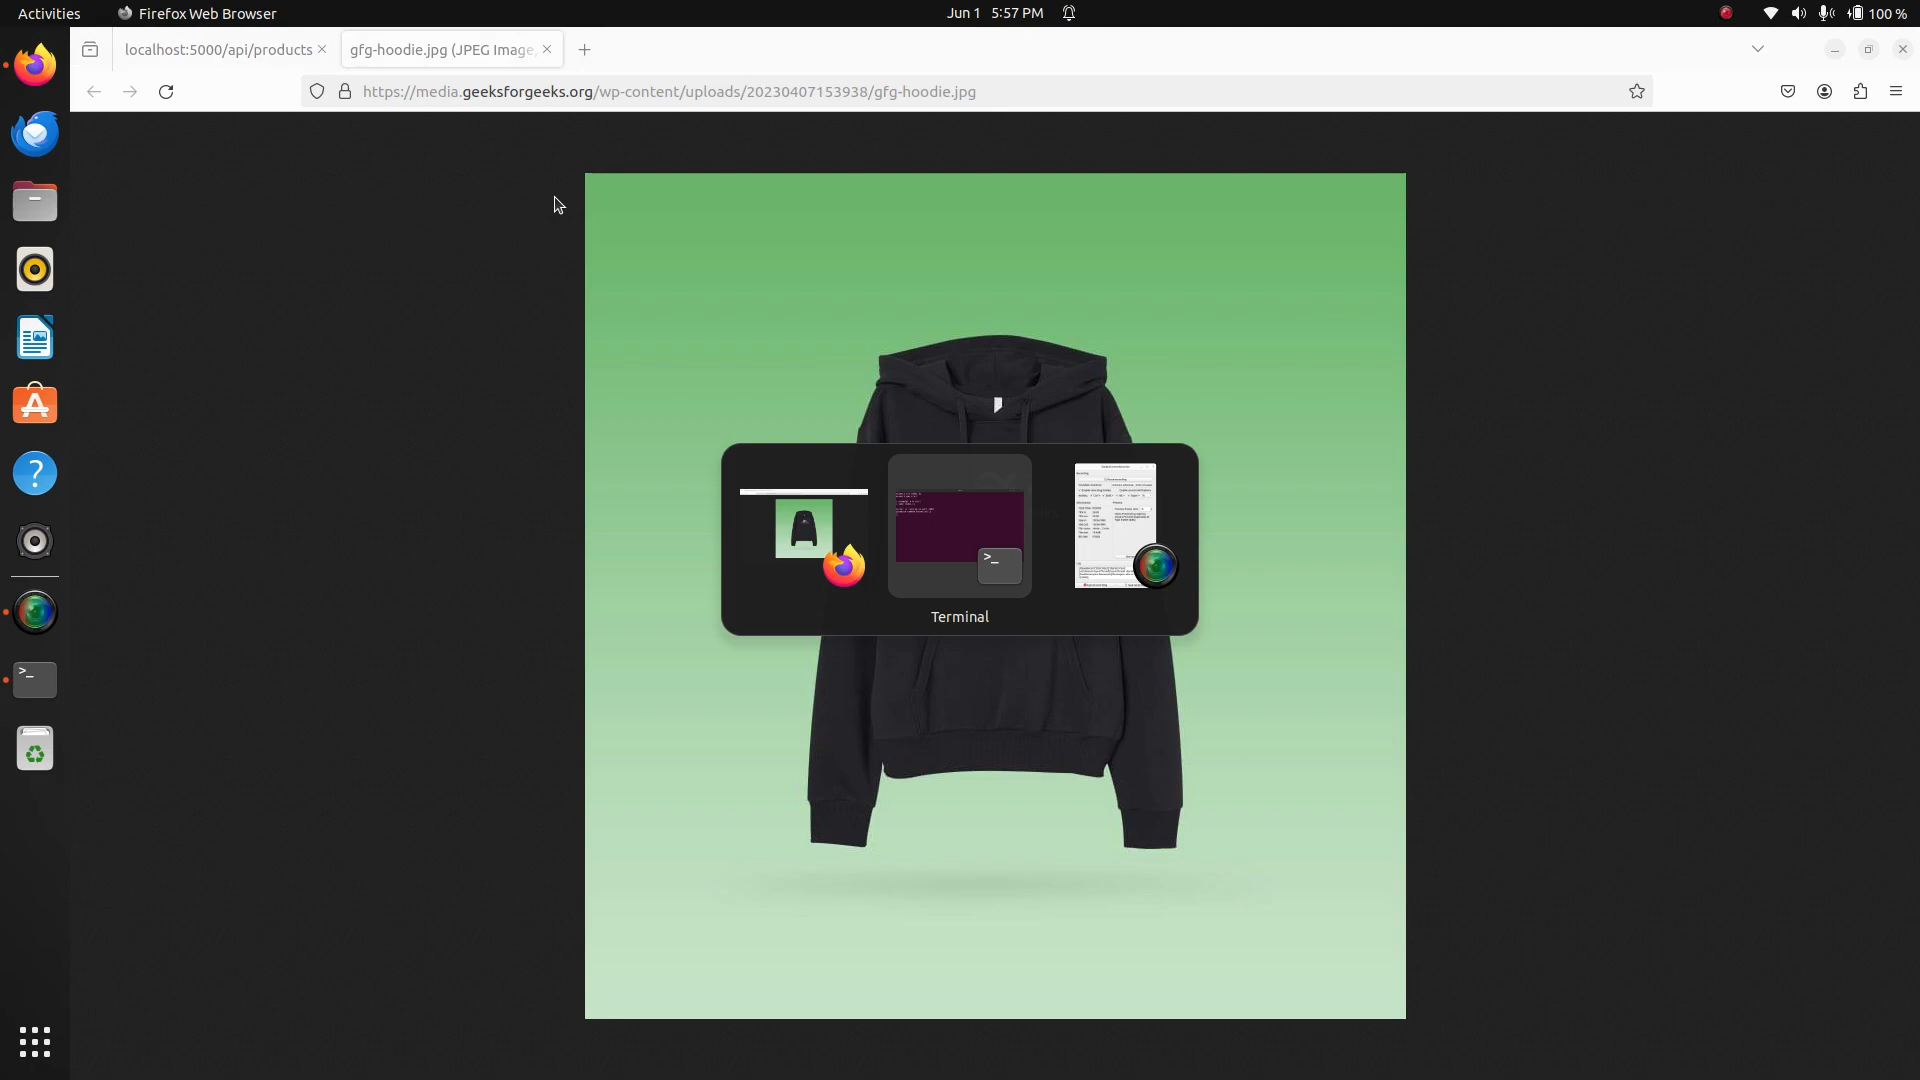 Activities
Firefox Web Browser
Jun 1 5:57 PM
100 %
localhost:5000/api/products
gfg-hoodie.jpg (JPEG Image,
https://media.geeksforgeeks.org/wp-content/uploads/20230407153938/gfg-hoodie.jpg
Terminal